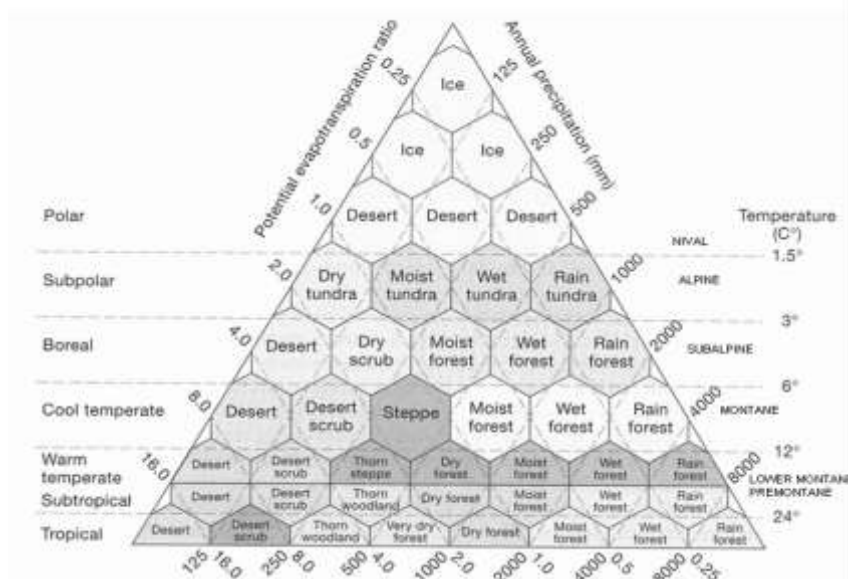 Potential evapotranspiration ratio
Annual precipitation (mm)
0.25
125
Ice
0.5
250
Ice Ice
Polar
1.0
500
Desert Desert Desert
Temperature
(C°)
NIVAL
1.5°
Subpolar
2.0
1000
Dry tundra
Moist tundra
Wet tundra
Rain tundra
ALPINE
3°
Boreal
4.0
2000
Desert
Dry scrub
Moist forest
Wet forest
Rain forest
SUBALPINE
6°
Cool temperate
8.0
4000
Desert
Desert scrub
Steppe
Moist forest
Wet forest
Rain forest
MONTANE
12°
Warm temperate
16.0
8000
Desert
Desert scrub
Thorn steppe
Dry forest
Moist forest
Wet forest
Rain forest
LOWER MONTANE
PREMONTANE
Subtropical
Desert
Desert scrub
Thorn woodland
Dry forest
Moist forest
Wet forest
Rain forest
24°
Tropical
Desert
Desert scrub
Thorn woodland
Very dry forest
Dry forest
Moist forest
Wet forest
Rain forest
125 16.0 250 8.0 500 4.0 1000 2.0 2000 1.0 4000 0.5 8000 0.25